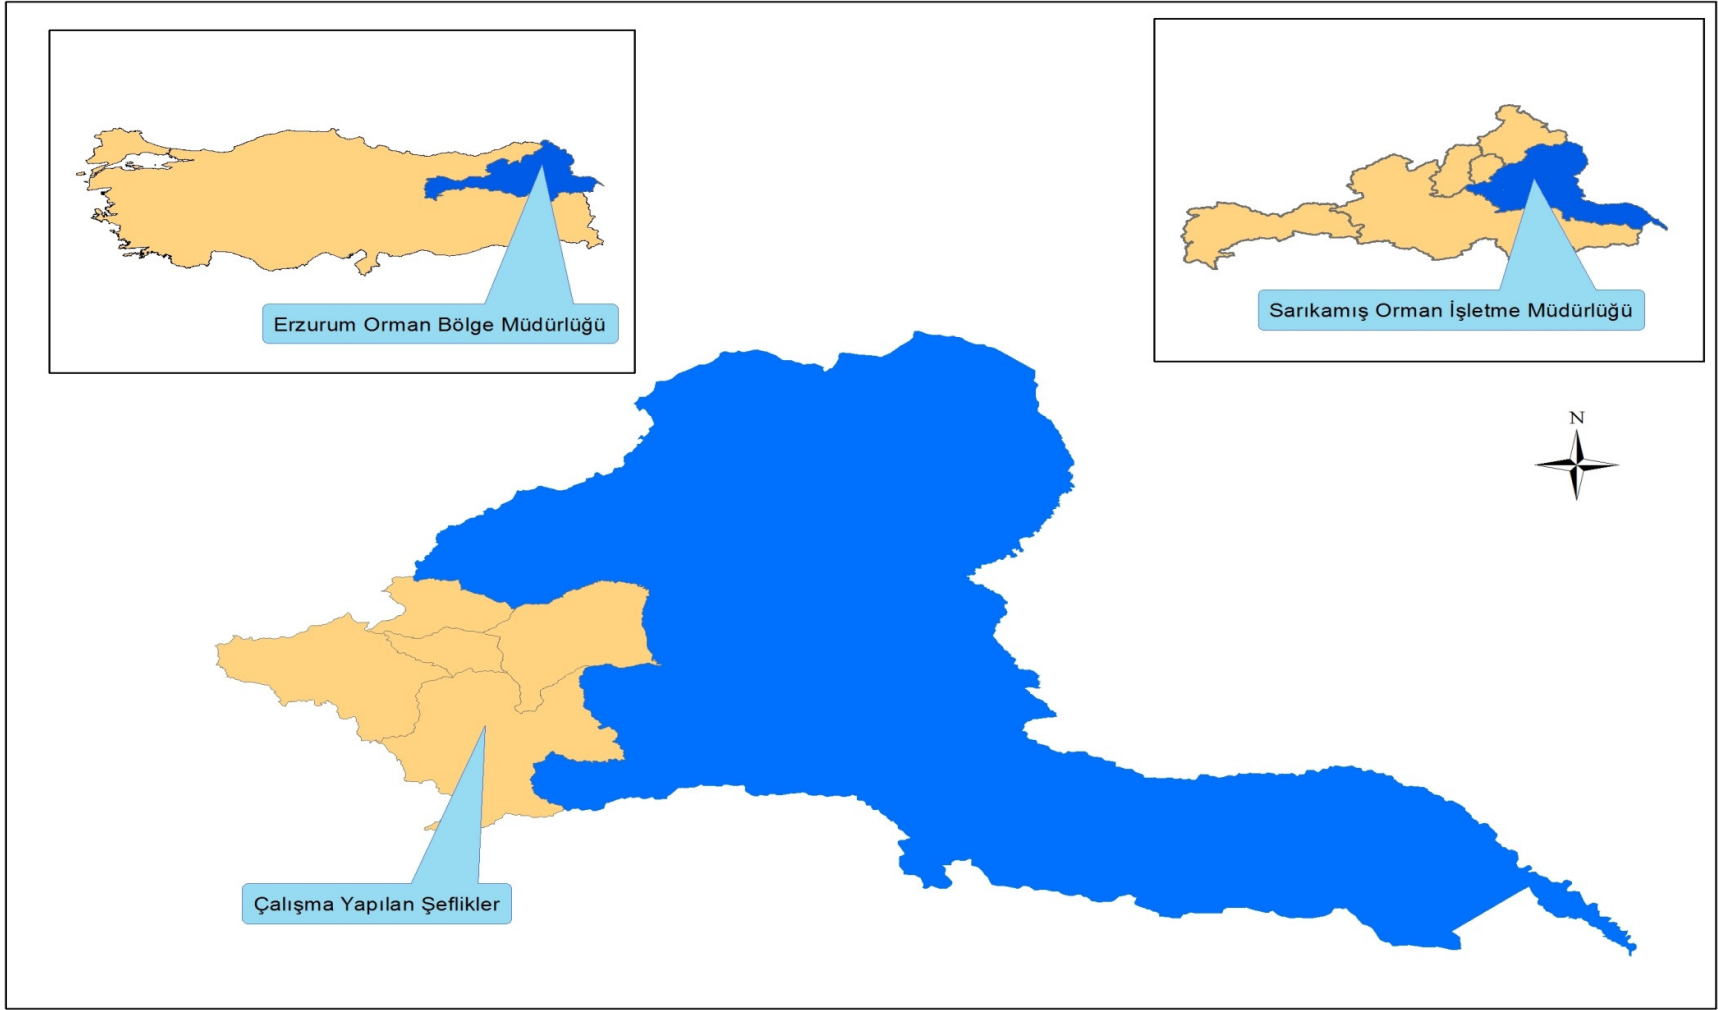 Erzurum Orman Bölge Müdürlüğü
Sarıkamış Orman İşletme Müdürlüğü
N
Çalışma Yapılan Şeflikler